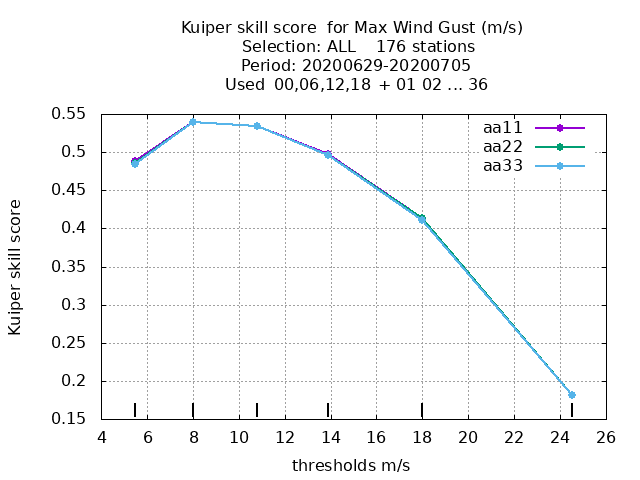 Kuiper skill score  for Max Wind Gust (m/s)
Selection: ALL    176 stations
Period: 20200629-20200705
Used  00,06,12,18 + 01 02 ... 36
aa11
aa22
aa33
Kuiper skill score
0.55
0.5
0.45
0.4
0.35
0.3
0.25
0.2
0.15
4 6 8 10 12 14 16 18 20 22 24 26
thresholds m/s